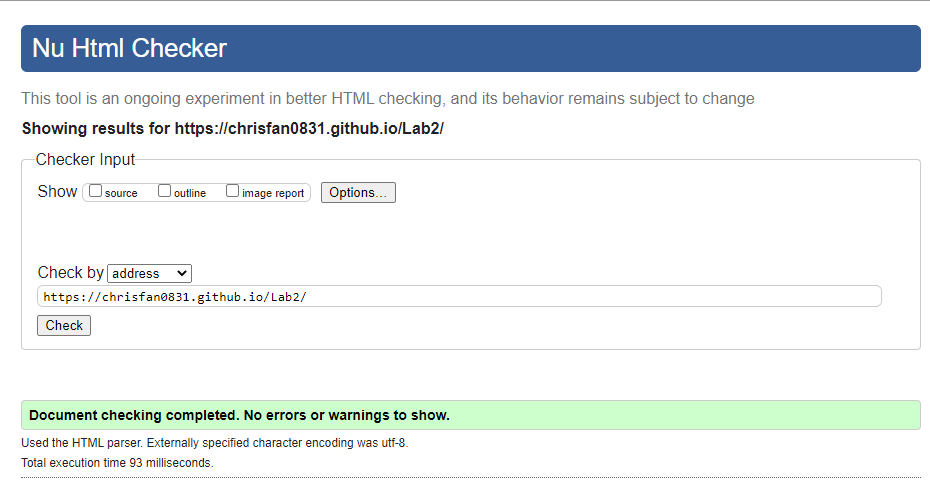 Nu Html Checker
This tool is an ongoing experiment in better HTML checking, and its behavior remains subject to change
Showing results for https://chrisfan0831.github.io/Lab2/
Checker Input
Show source outline image report Options...
Check by address
https://chrisfan0831.github.io/Lab2/
Check
Document checking completed. No errors or warnings to show.
Used the HTML parser. Externally specified character encoding was utf-8.
Total execution time 93 milliseconds.